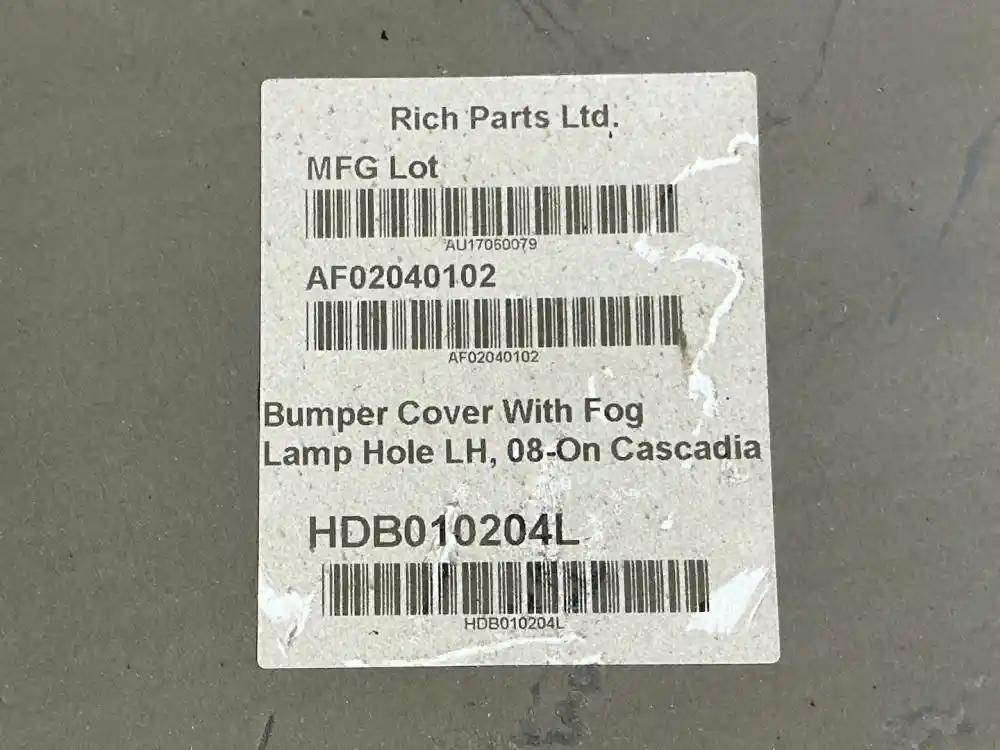 Rich Parts Ltd.
MFG Lot
AU17060079
AF02040102
AF02040102
Bumper Cover With Fog
Lamp Hole LH, 08-On Cascadia
HDB010204L
HDB010204L